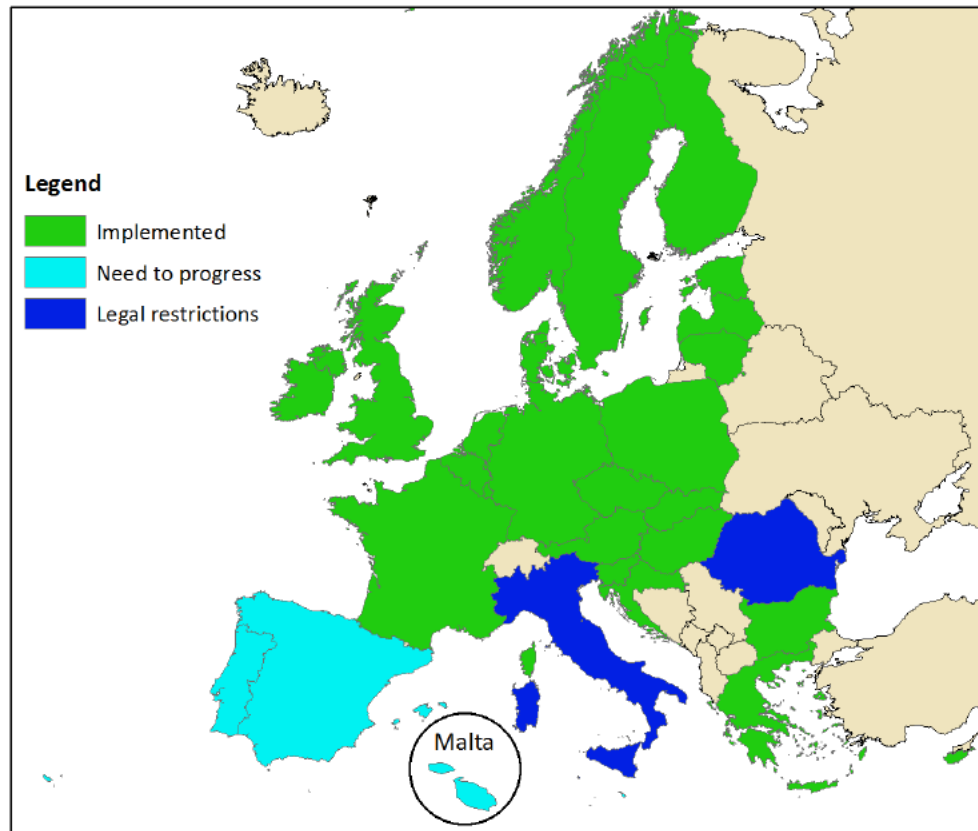 Legend
Implemented
Need to progress
Legal restrictions
Malta